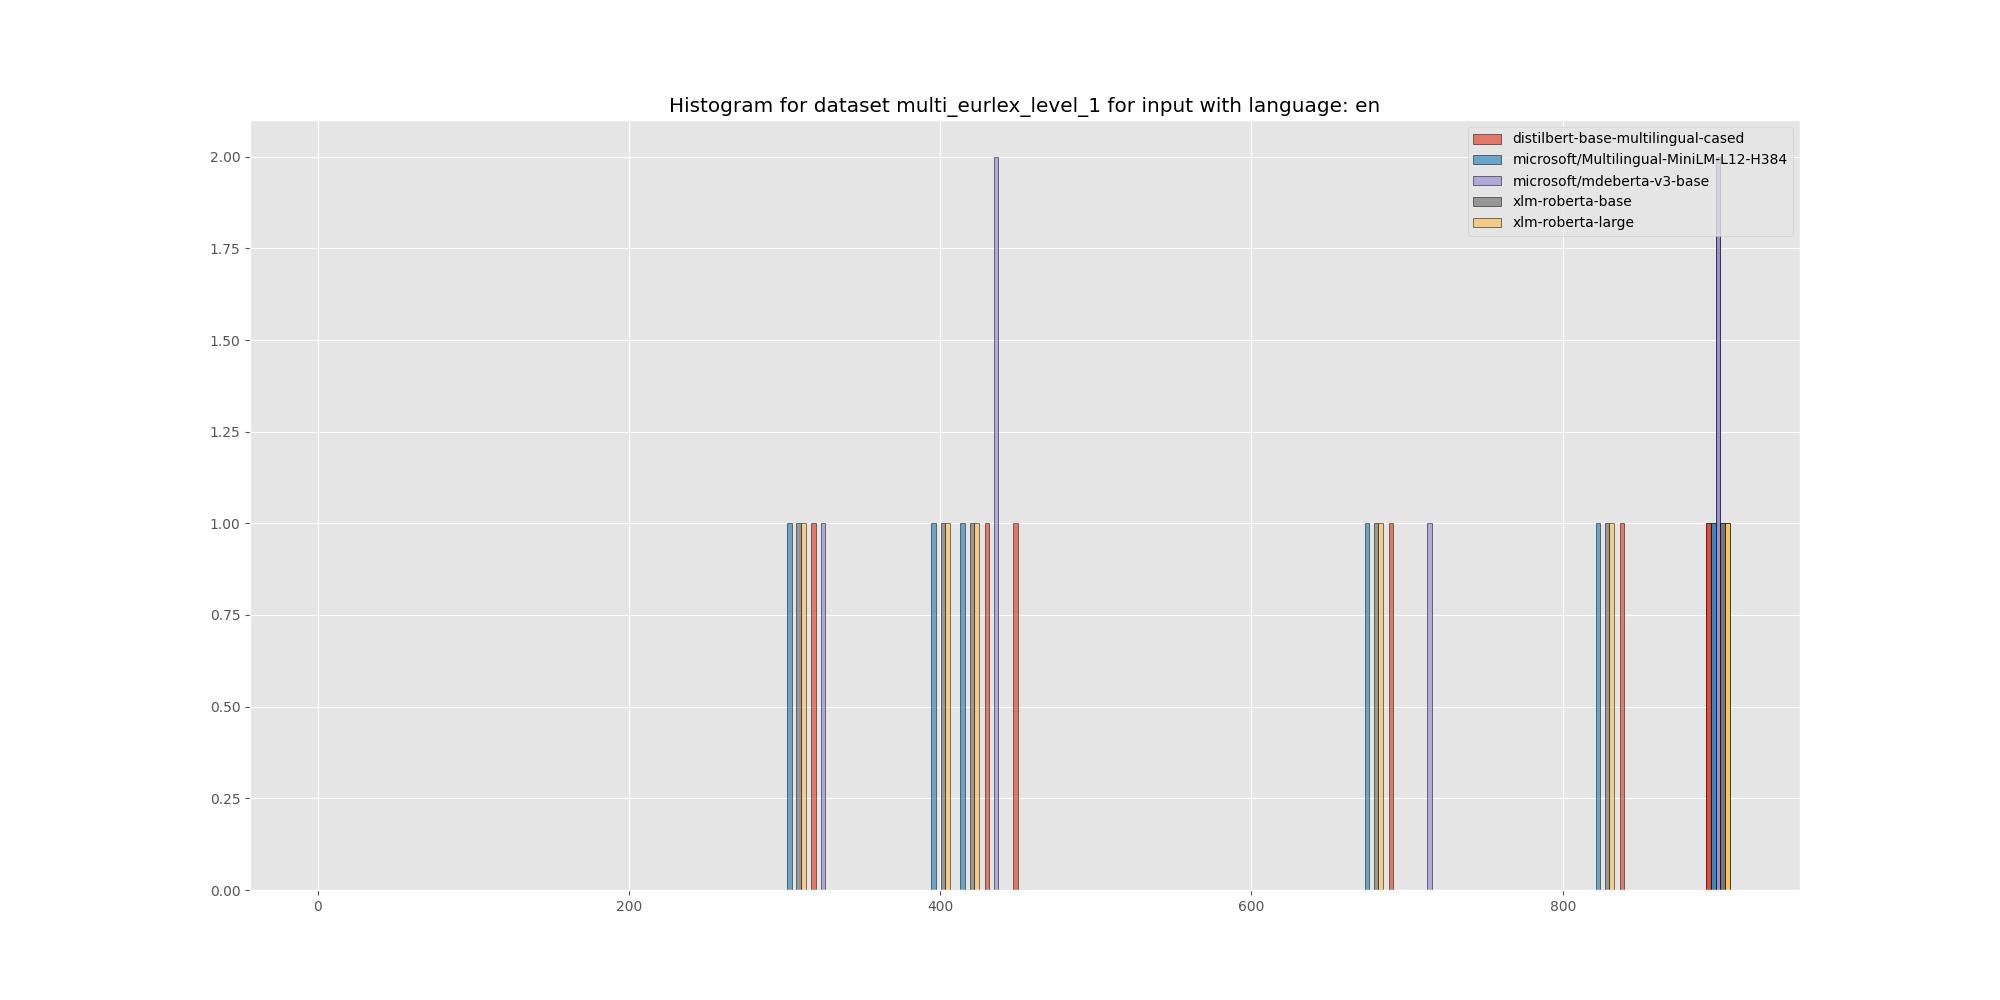 Histogram for dataset multi_eurlex_level_1 for input with language: en
distilbert-base-multilingual-cased
microsoft/Multilingual-MiniLM-L12-H384
microsoft/mdeberta-v3-base
xlm-roberta-base
xlm-roberta-large
2.00
1.75
1.50
1.25
1.00
0.75
0.50
0.25
0.00
0 200 400 600 800